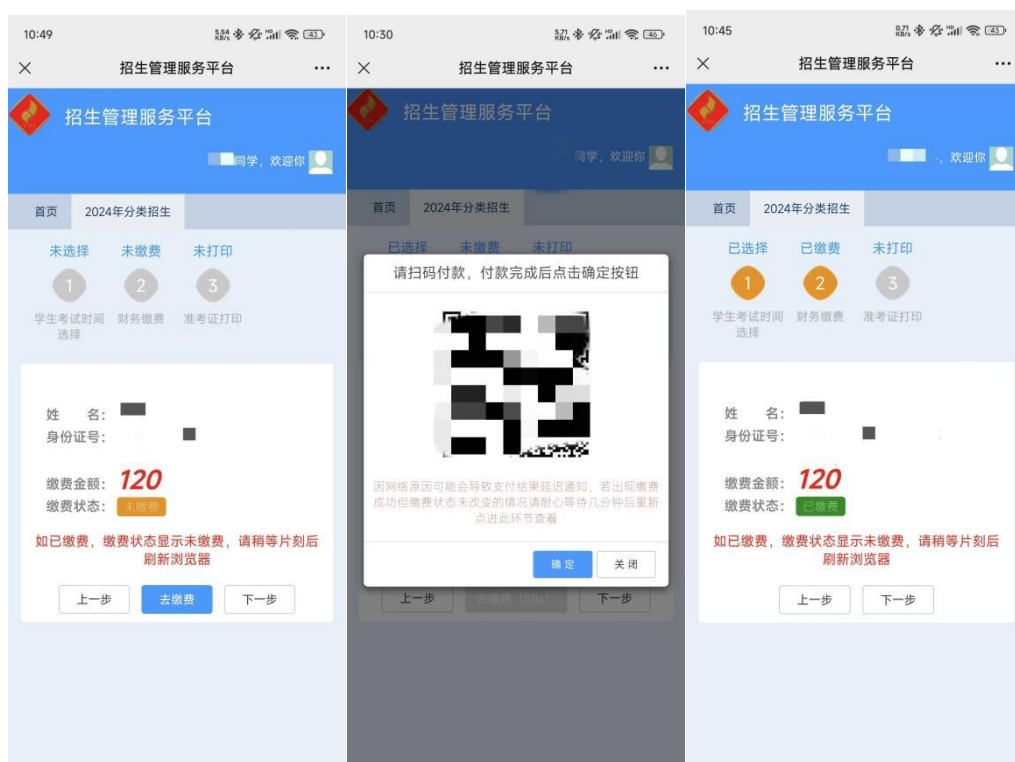 10:49
5.54 KB/s
43
招生管理服务平台
招生管理服务平台
同学，欢迎你
首页
2024年分类招生
未选择
未缴费
未打印
1
2
3
学生考试时间
选择
财务缴费
准考证打印
姓 名：
身份证号：
缴费金额：120
缴费状态：未缴费
如已缴费，缴费状态显示未缴费，请稍等片刻后
刷新浏览器
上一步
去缴费
下一步
10:30
5.71 KB/s
46
招生管理服务平台
招生管理服务平台
同学，欢迎你
首页
2024年分类招生
已选择
未缴费
未打印
请扫码付款，付款完成后点击确定按钮
因网络原因可能会导致支付结果延迟通知，若出现缴费
成功但缴费状态未改变的情况请耐心等待几分钟后重新
点进此环节查看
确定
关闭
上一步
去缴费（58s）
下一步
10:45
0.71 KB/s
43
招生管理服务平台
招生管理服务平台
，欢迎你
首页
2024年分类招生
已选择
已缴费
未打印
1
2
3
学生考试时间
选择
财务缴费
准考证打印
姓 名：
身份证号：
缴费金额：120
缴费状态：已缴费
如已缴费，缴费状态显示未缴费，请稍等片刻后
刷新浏览器
上一步
下一步